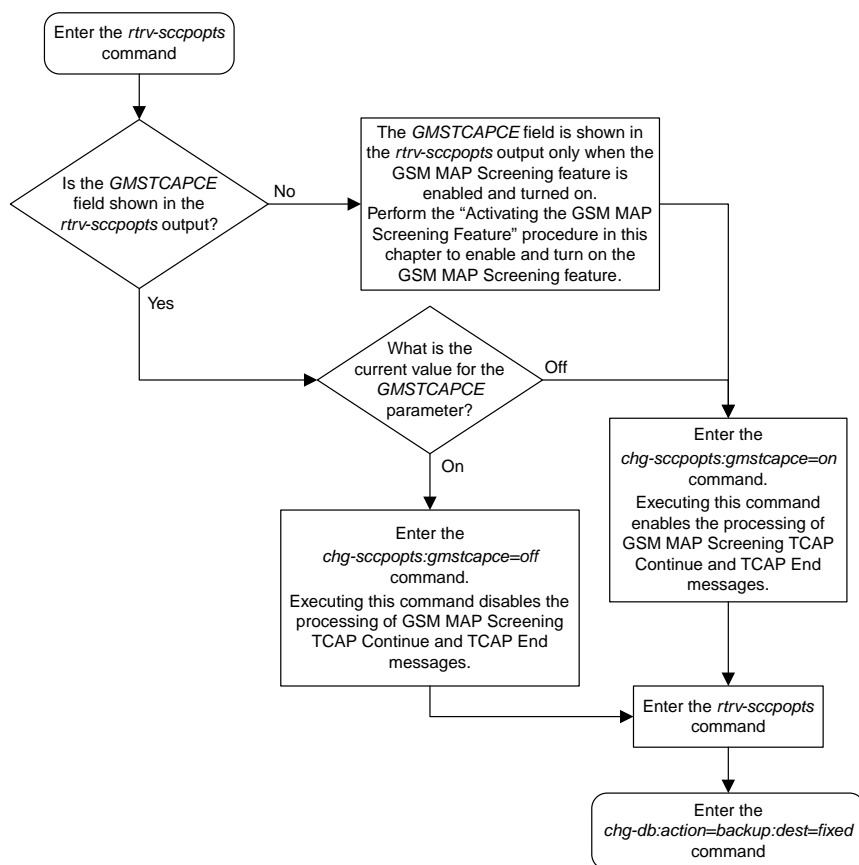 Enter the rtrv-sccpopts
command
Is the GMSTCAPCE
field shown in the
rtrv-sccpopts output?
No
The GMSTCAPCE field is shown in
the rtrv-sccpopts output only when the
GSM MAP Screening feature is
enabled and turned on.
Perform the “Activating the GSM MAP
Screening Feature” procedure in this
chapter to enable and turn on the
GSM MAP Screening feature.
Yes
What is the
current value for the
GMSTCAPCE
parameter?
Off
On
Enter the
chg-sccpopts:gmstcapce=on
command.
Executing this command
enables the processing of
GSM MAP Screening TCAP
Continue and TCAP End
messages.
Enter the
chg-sccpopts:gmstcapce=off
command.
Executing this command disables the
processing of GSM MAP Screening
TCAP Continue and TCAP End
messages.
Enter the rtrv-sccpopts
command
Enter the
chg-db:action=backup:dest=fixed
command